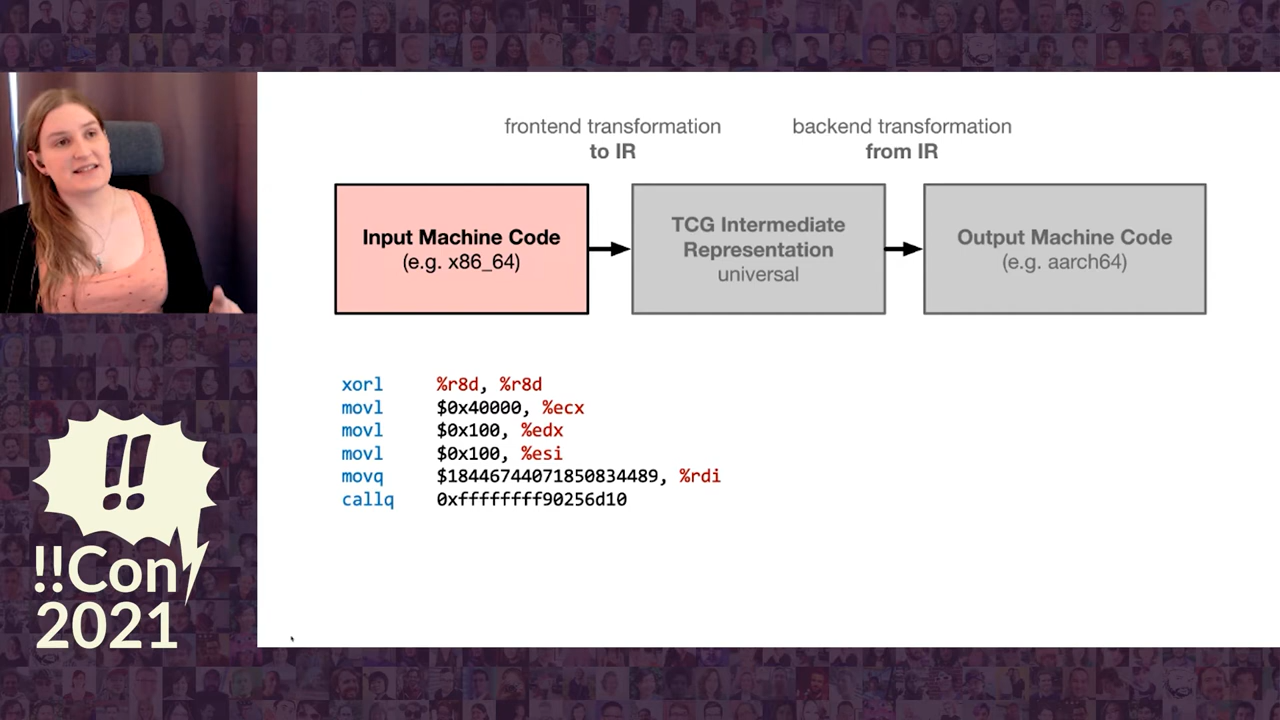 frontend transformation
to IR
backend transformation
from IR
Input Machine Code
(e.g. x86_64)
TCG Intermediate
Representation
universal
Output Machine Code
(e.g. aarch64)
xorl %r8d, %r8d
movl $0x40000, %ecx
movl $0x100, %edx
movl $0x100, %esi
movq $18446744071850834489, %rdi
callq 0xffffffff90256d10
!!
!!Con
2021